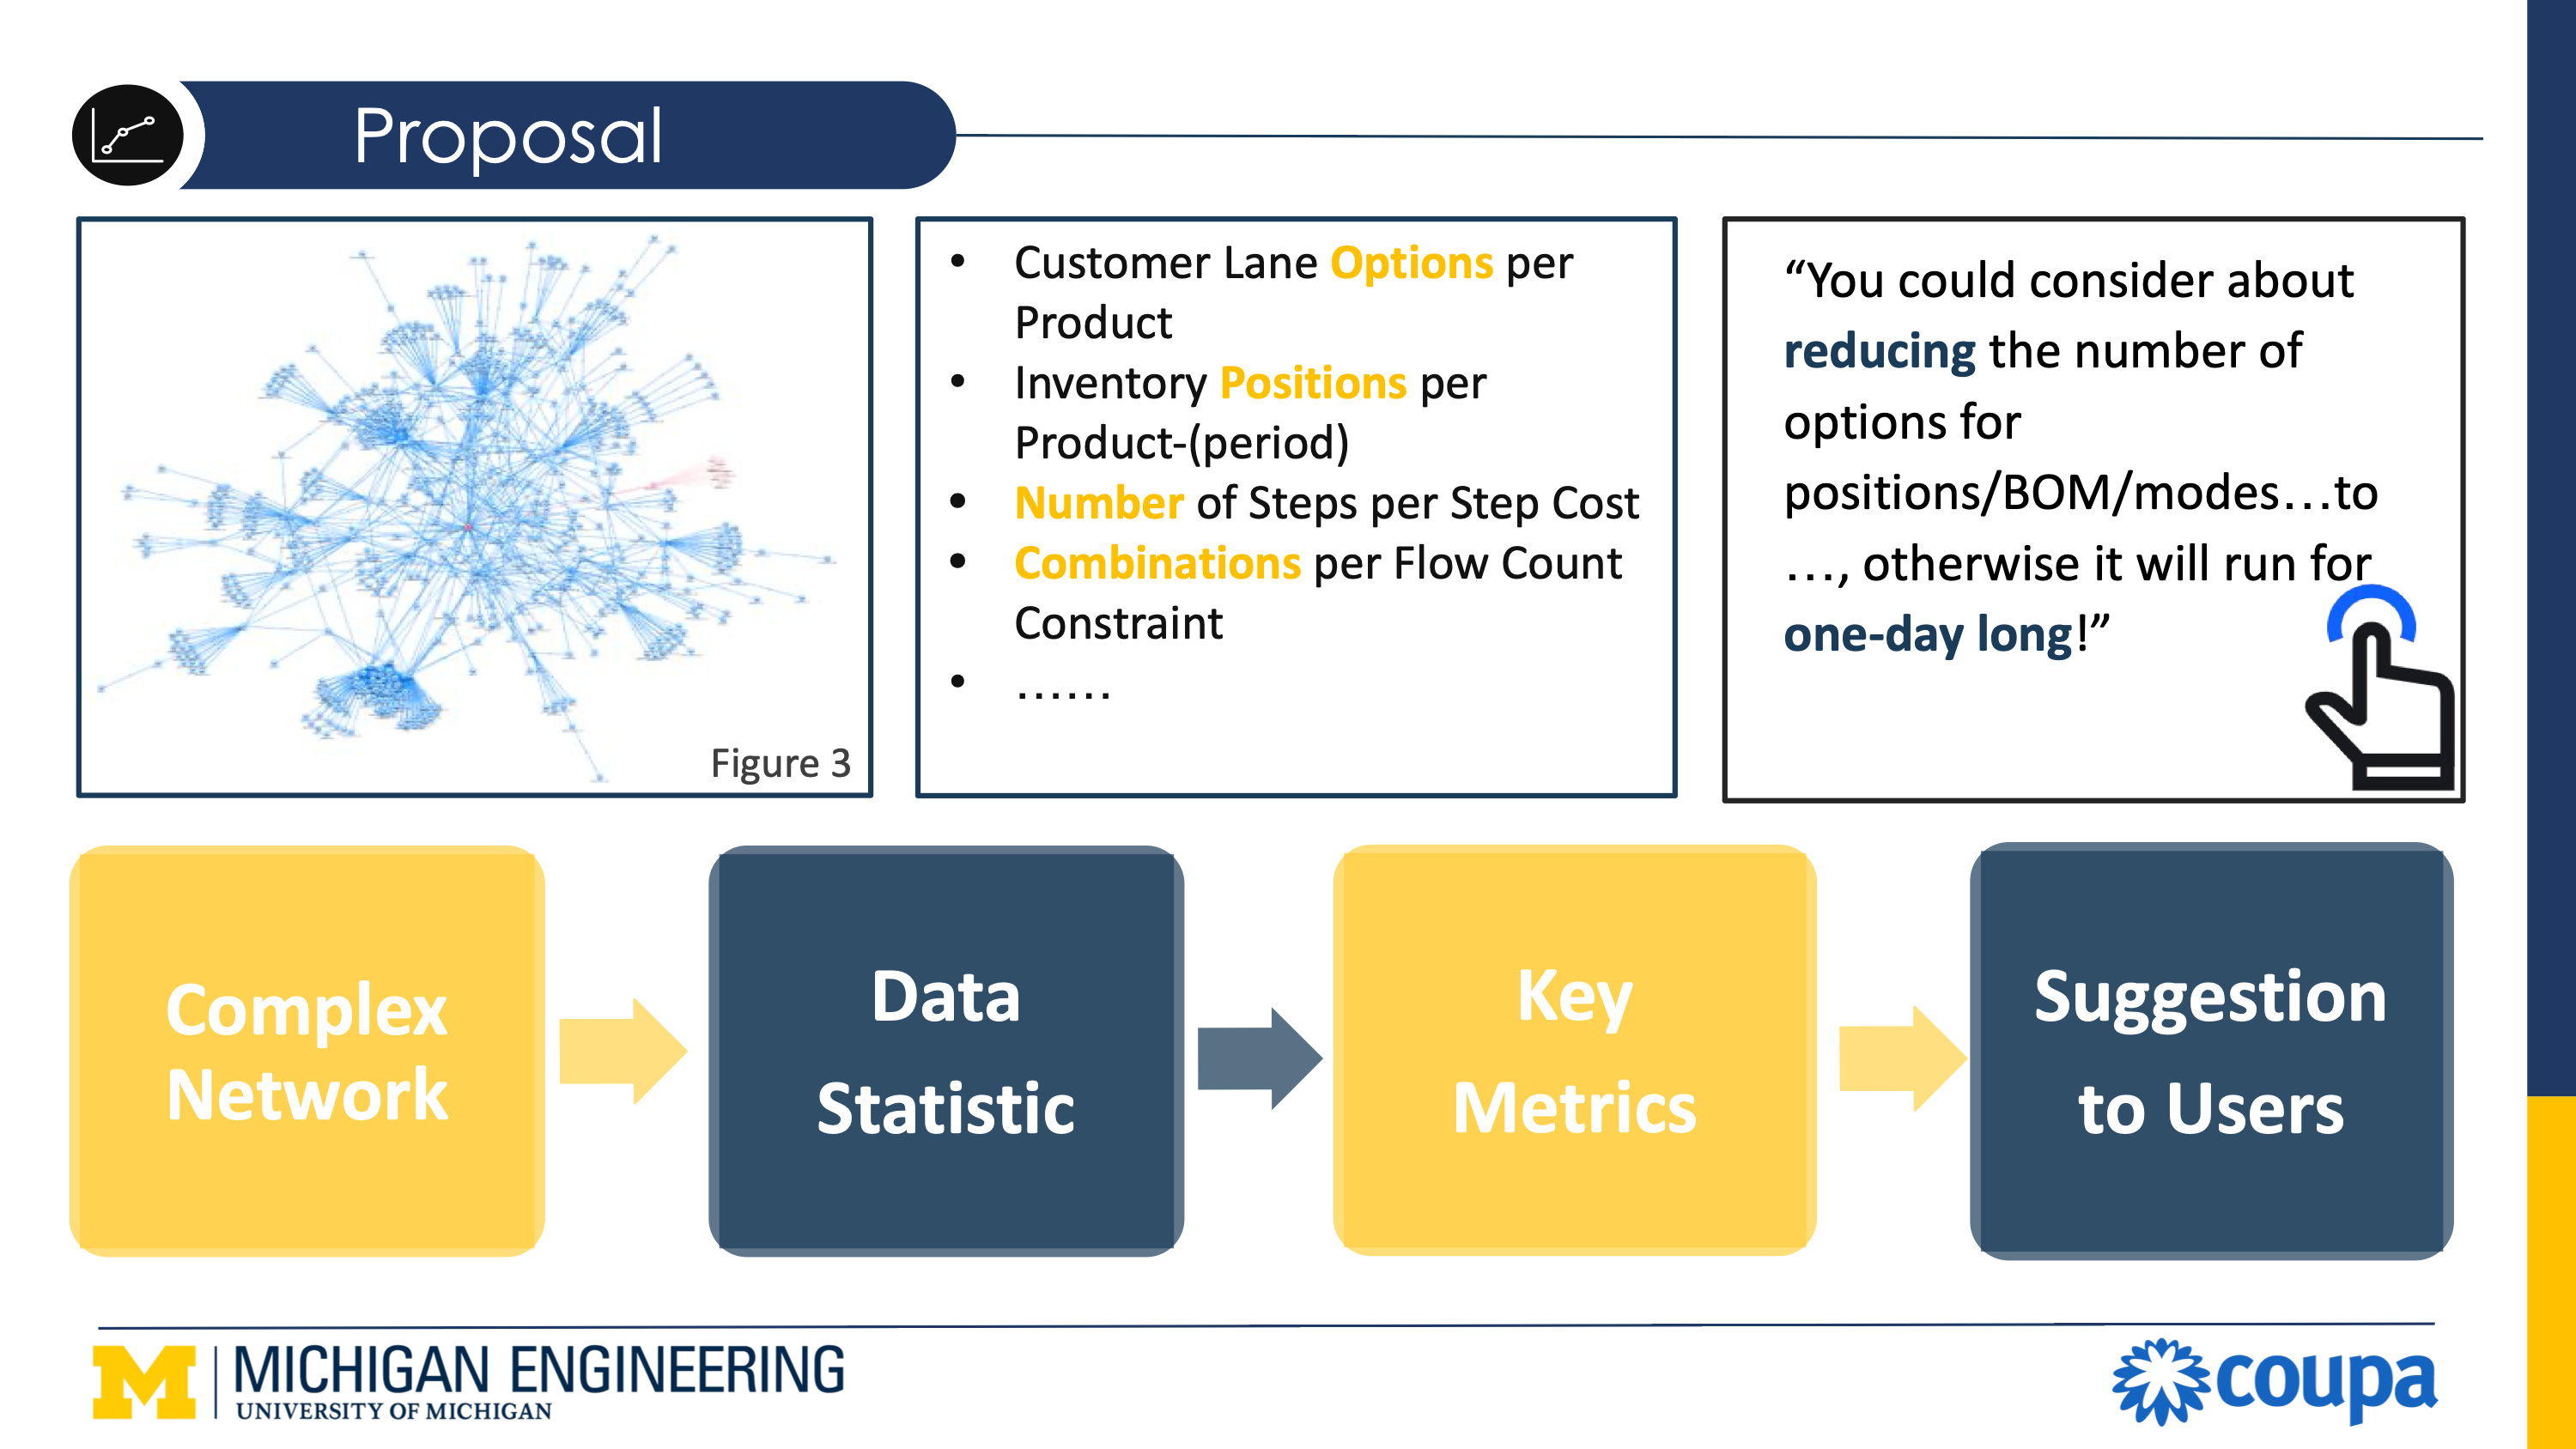 Proposal
Figure 3
• Customer Lane Options per
Product
• Inventory Positions per
Product-(period)
• Number of Steps per Step Cost
• Combinations per Flow Count
Constraint
• ......
“You could consider about
reducing the number of
options for
positions/BOM/modes...to
..., otherwise it will run for
one-day long!”
Complex
Network
Data
Statistic
Key
Metrics
Suggestion
to Users
M MICHIGAN ENGINEERING
UNIVERSITY OF MICHIGAN
coupa